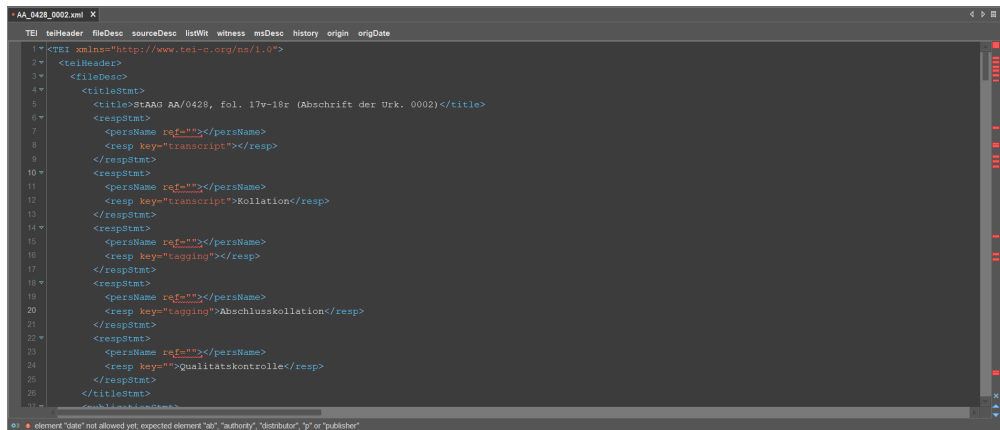 AA_0428_0002.xml X
TEI teiHeader fileDesc sourceDesc listWit witness msDesc history origin origDate
1 <TEI xmlns="http://www.tei-c.org/ns/1.0">
2 <teiHeader>
3 <fileDesc>
4 <titleStmt>
5 <title>StAAG AA/0428, fol. 17v-18r (Abschrift der Urk. 0002)</title>
6 <respStmt>
7 <persName ref=""></persName>
8 <resp key="transcript"></resp>
9 </respStmt>
10 <respStmt>
11 <persName ref=""></persName>
12 <resp key="transcript">Kollation</resp>
13 </respStmt>
14 <respStmt>
15 <persName ref=""></persName>
16 <resp key="tagging"></resp>
17 </respStmt>
18 <respStmt>
19 <persName ref=""></persName>
20 <resp key="tagging">Abschlusskollation</resp>
21 </respStmt>
22 <respStmt>
23 <persName ref=""></persName>
24 <resp key="">Qualitätskontrolle</resp>
25 </respStmt>
26 </titleStmt>
27 <publicationStmt>
element "date" not allowed yet; expected element "ab", "authority", "distributor", "p" or "publisher"